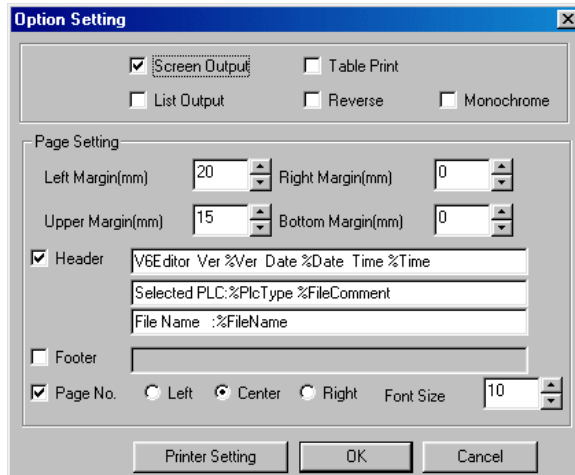 Option Setting
Screen Output Table Print
List Output Reverse Monochrome
Page Setting
Left Margin(mm) 20 Right Margin(mm) 0
Upper Margin(mm) 15 Bottom Margin(mm) 0
Header V6Editor Ver %Ver Date %Date Time %Time
Selected PLC:%PlcType %FileComment
File Name :%FileName
Footer
Page No. Left Center Right Font Size 10
Printer Setting OK Cancel